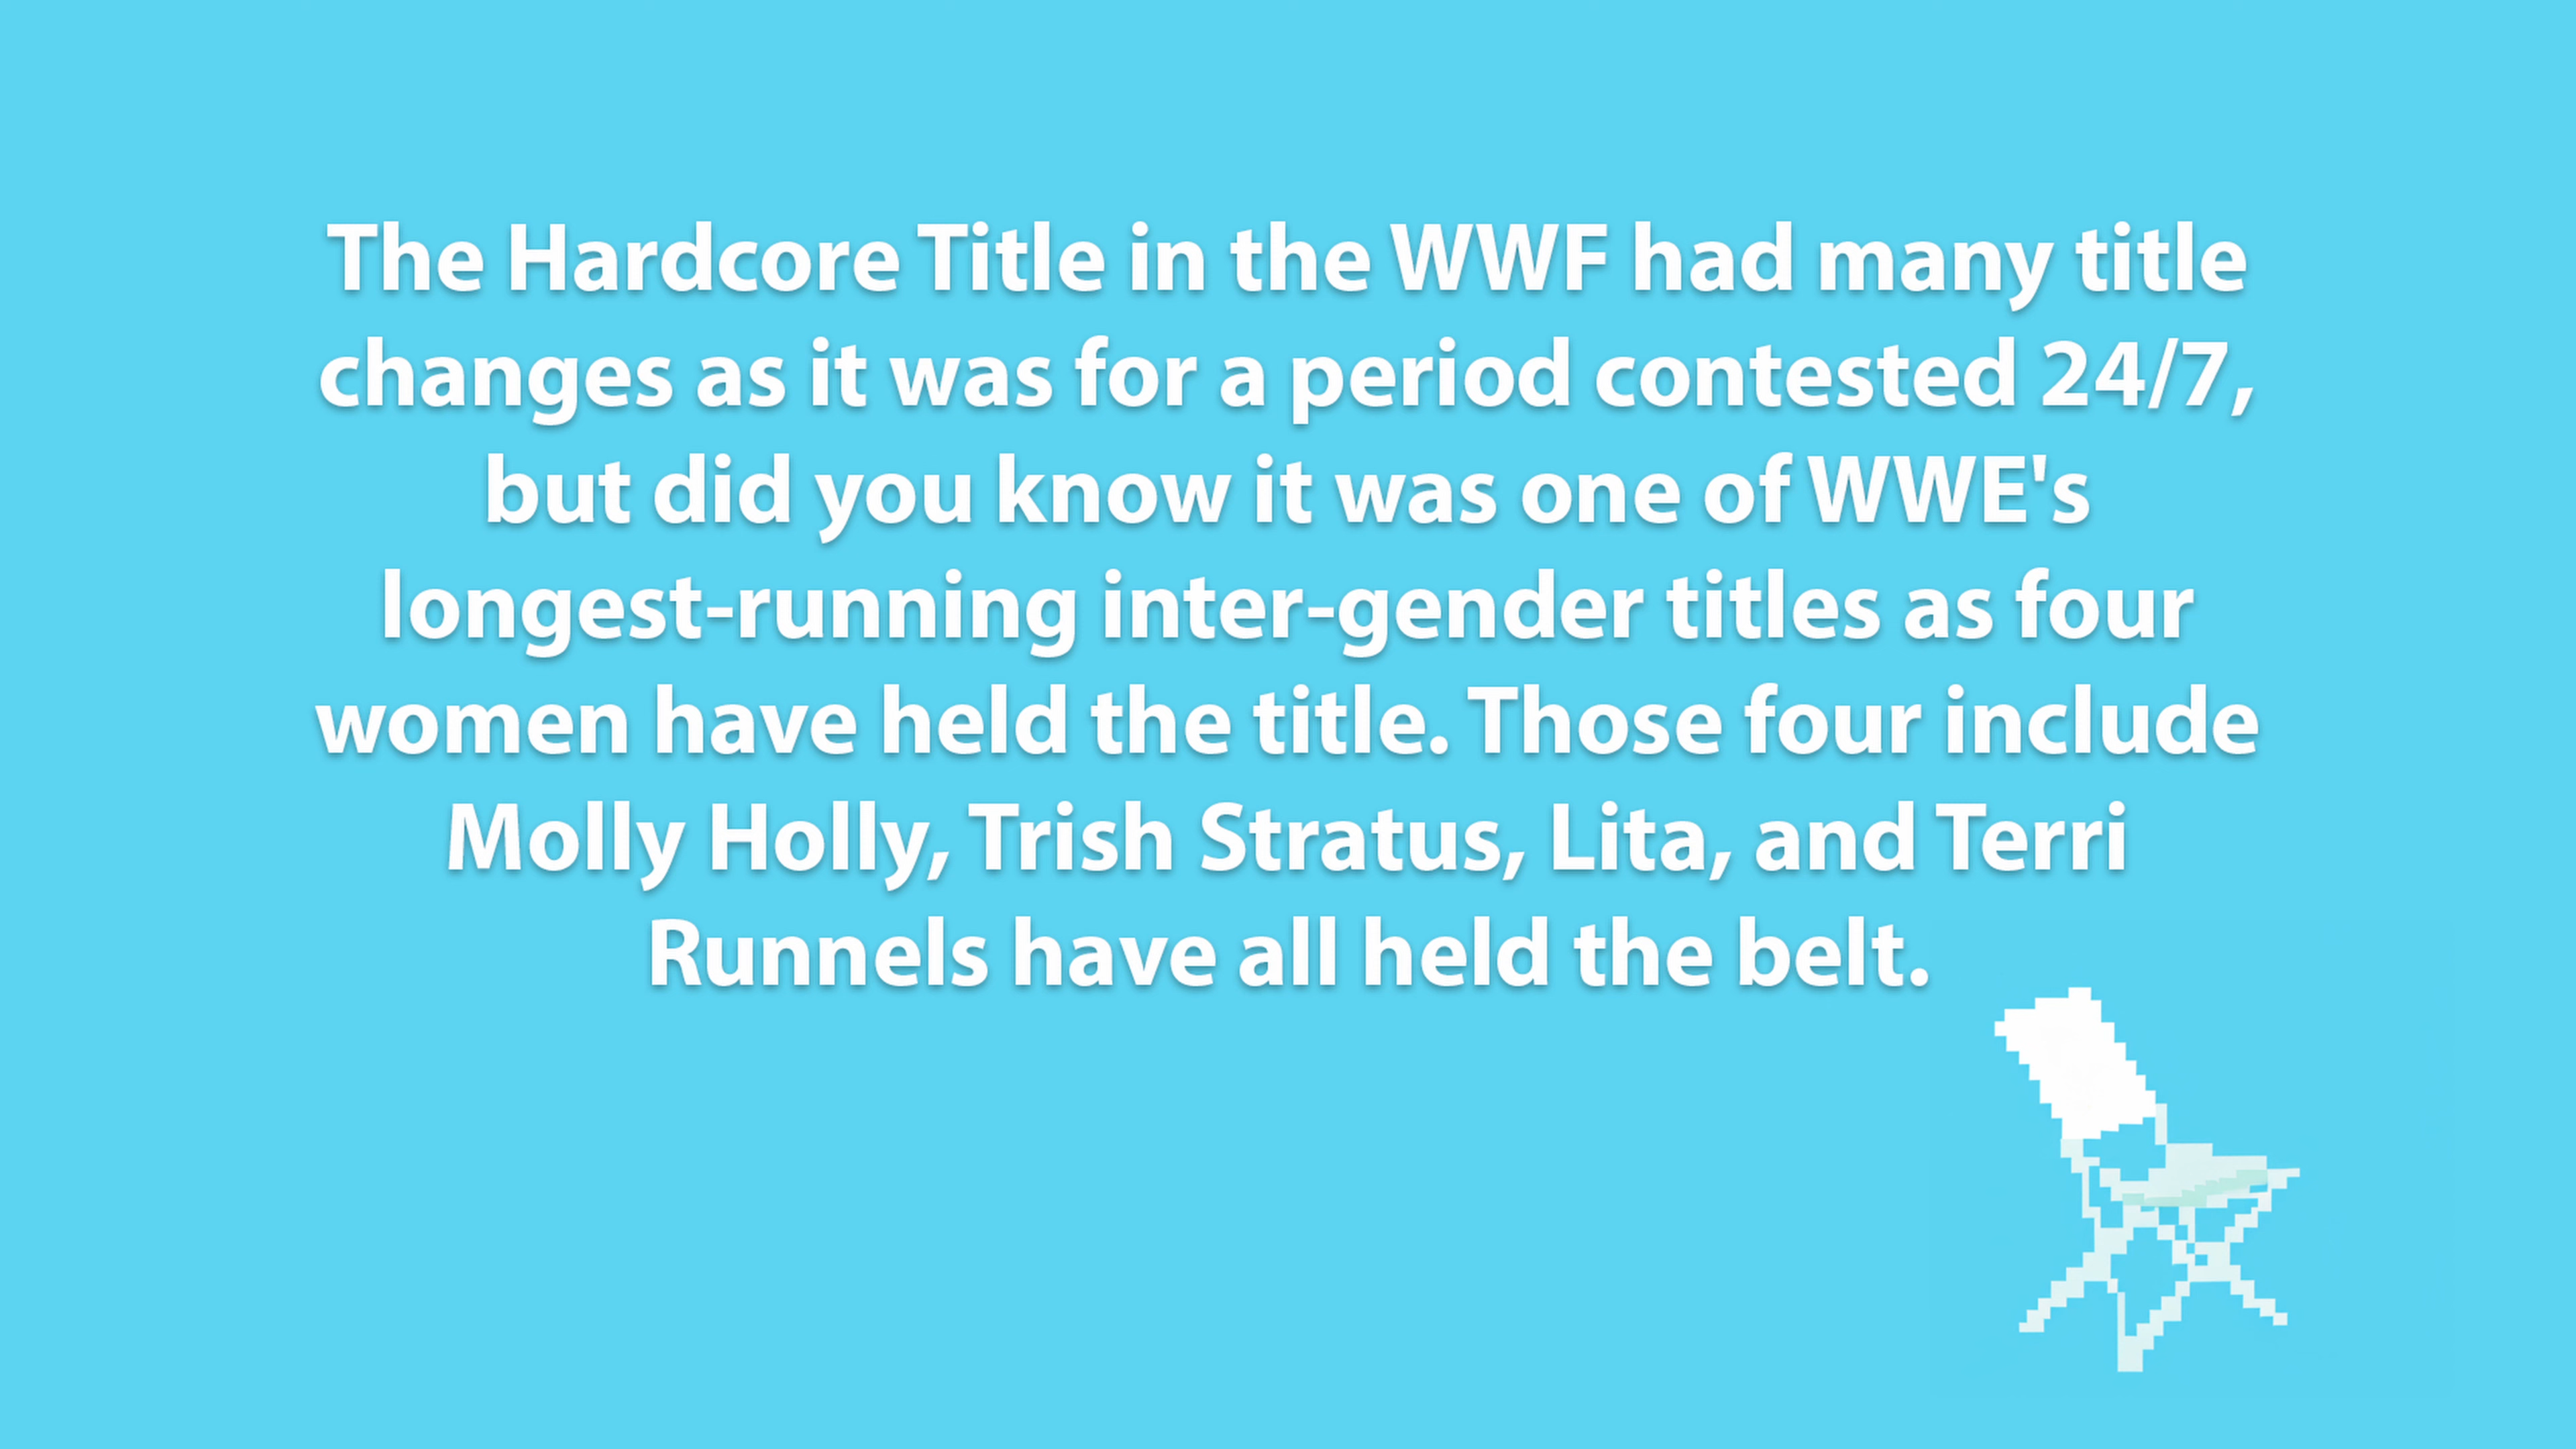 The Hardcore Title in the WWF had many title
changes as it was for a period contested 24/7,
but did you know it was one of WWE's
longest-running inter-gender titles as four
women have held the title. Those four include
Molly Holly, Trish Stratus, Lita, and Terri
Runnels have all held the belt.